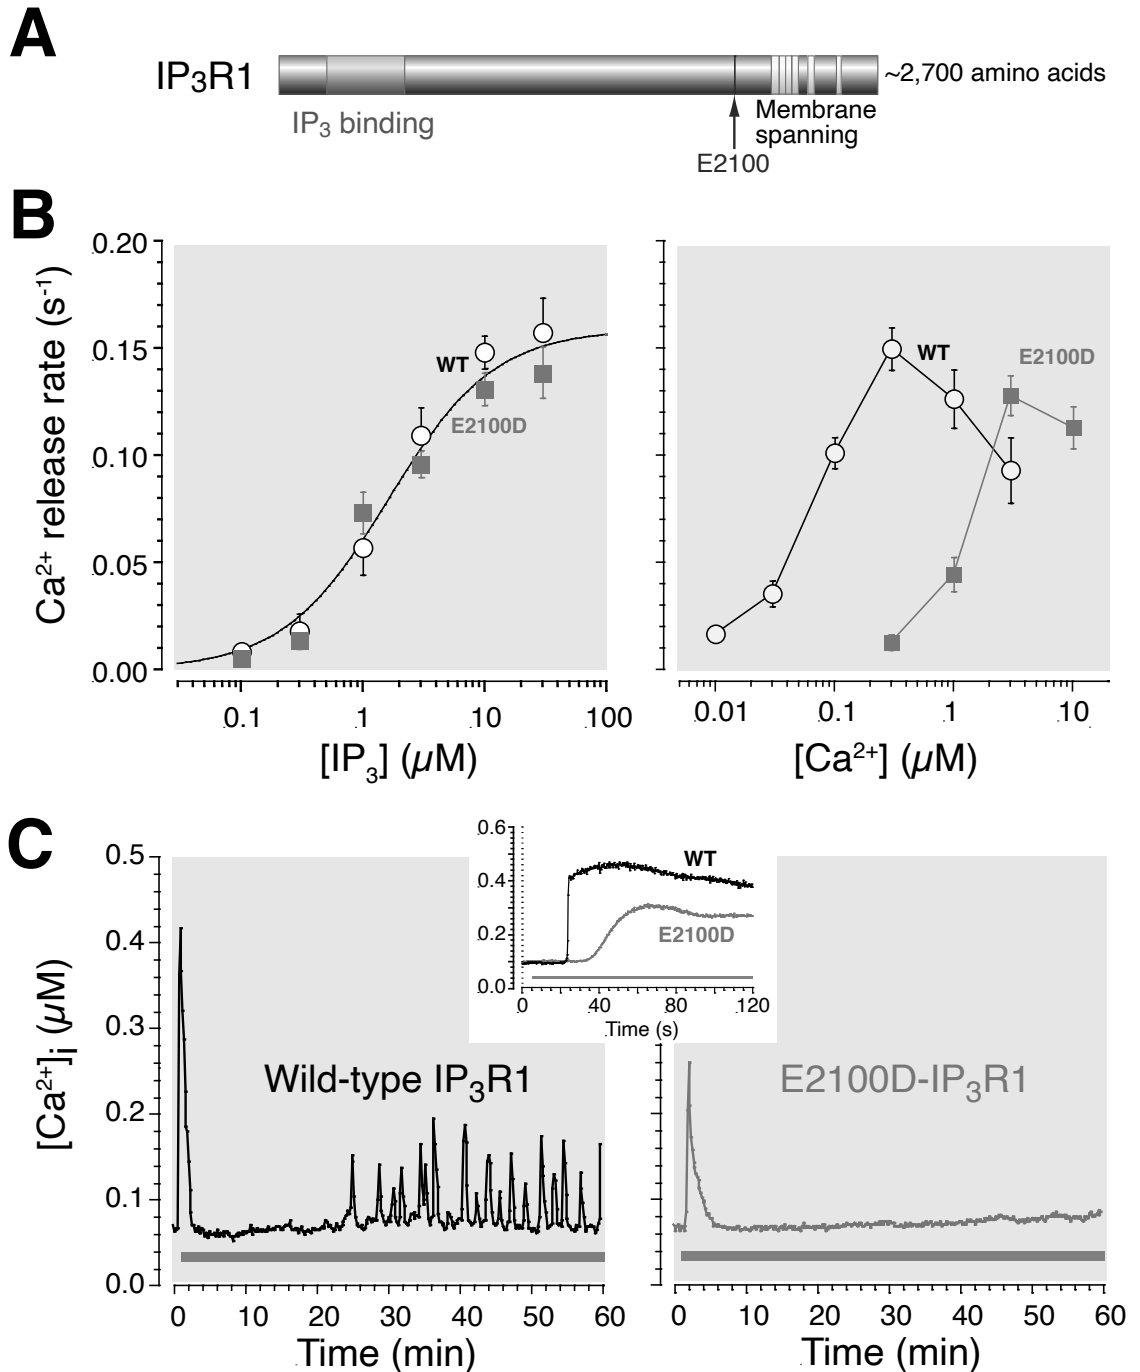 A
IP3R1
~2,700 amino acids
IP3 binding
Membrane
spanning
E2100
B
Ca2+ release rate (s-1)
0.20
0.15
0.10
0.05
0.00
WT
E2100D
0.1 1 10 100
[IP3] (µM)
WT
E2100D
0.01 0.1 1 10
[Ca2+] (µM)
C
[Ca2+]i (µM)
0.5
0.4
0.3
0.2
0.1
0.0
Wild-type IP3R1
0 10 20 30 40 50 60
Time (min)
0.6
0.4
0.2
0.0
WT
E2100D
0 40 80 120
Time (s)
E2100D-IP3R1
0 10 20 30 40 50 60
Time (min)